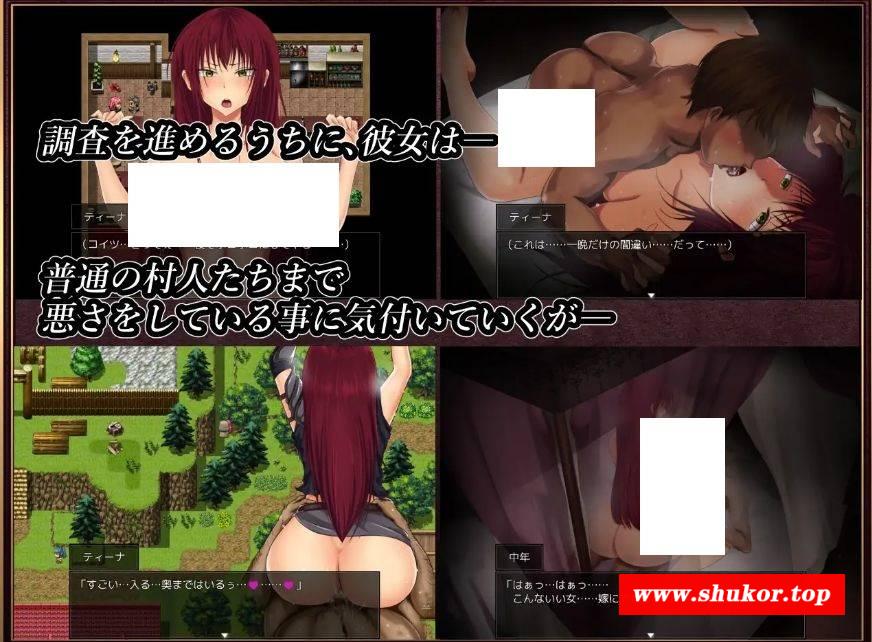 調査を進めるうちに、彼女は―
ティーナ
(コイツ…
…)
ティーナ
(これは……一晩だけの間違い……だって……)
普通の村人たちまで
悪さをしている事に気付いていくが―
ティーナ
「すごい…入る…奥まではいるぅ…♥……♥」
中年
「はぁっ…はぁっ……
こんないい女……嫁に
www.shukor.top